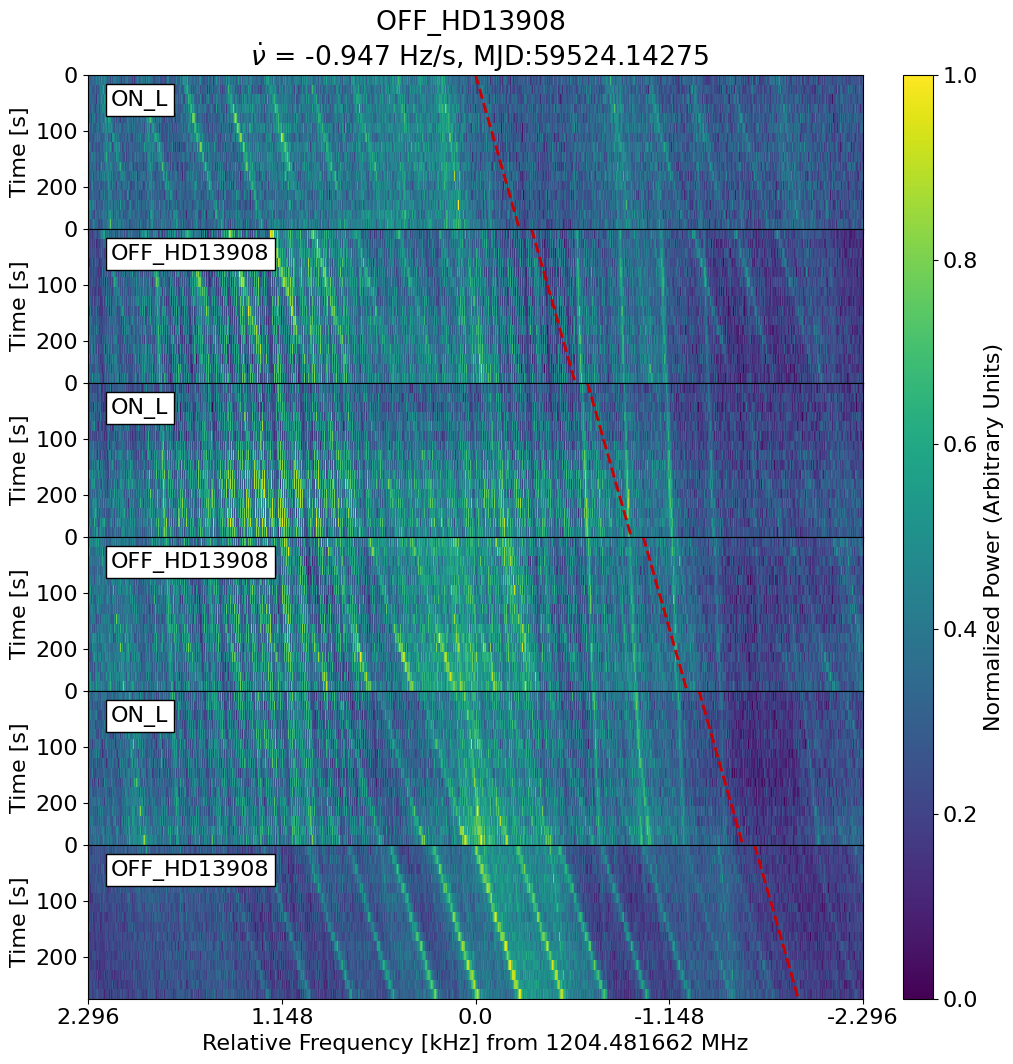 OFF_HD13908
ν̇ = -0.947 Hz/s, MJD:59524.14275
ON_L
OFF_HD13908
ON_L
OFF_HD13908
ON_L
OFF_HD13908
Time [s]
0
100
200
Time [s]
0
100
200
Time [s]
0
100
200
Time [s]
0
100
200
Time [s]
0
100
200
Time [s]
0
100
200
2.296
1.148
0.0
-1.148
-2.296
Relative Frequency [kHz] from 1204.481662 MHz
1.0
0.8
0.6
0.4
0.2
0.0
Normalized Power (Arbitrary Units)